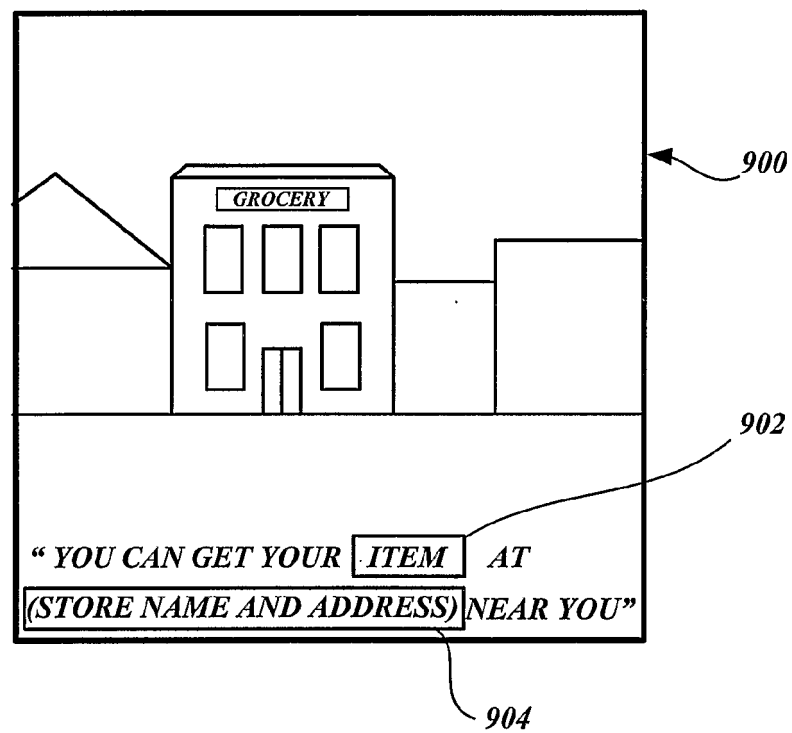 GROCERY
900
902
“ YOU CAN GET YOUR ITEM AT
(STORE NAME AND ADDRESS) NEAR YOU”
904